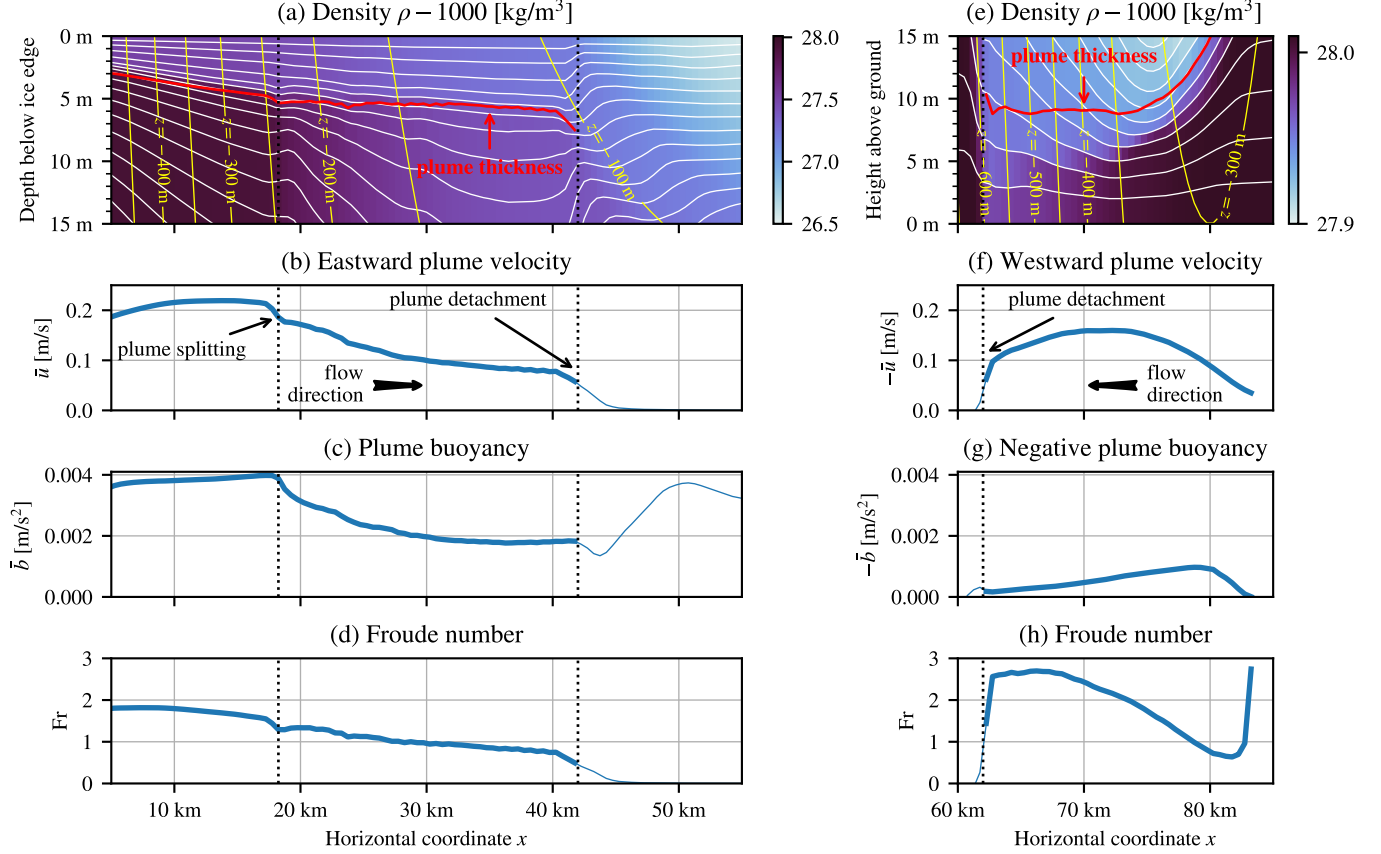 (a) Density ρ − 1000 [kg/m³]
(e) Density ρ − 1000 [kg/m³]
Depth below ice edge
0 m
5 m
10 m
15 m
z = −400 m
z = −300 m
z = −200 m
z = −100 m
plume thickness
28.0
27.5
27.0
26.5
Height above ground
15 m
10 m
5 m
0 m
plume thickness
z = −600 m
z = −500 m
z = −400 m
z = −300 m
28.0
27.9
(b) Eastward plume velocity
ū [m/s]
0.2
0.1
0.0
plume splitting
plume detachment
flow
direction
(f) Westward plume velocity
−ū [m/s]
0.2
0.1
0.0
plume detachment
flow
direction
(c) Plume buoyancy
b̄ [m/s²]
0.004
0.002
0.000
(g) Negative plume buoyancy
−b̄ [m/s²]
0.004
0.002
0.000
(d) Froude number
Fr
3
2
1
0
10 km
20 km
30 km
40 km
50 km
Horizontal coordinate x
(h) Froude number
Fr
3
2
1
0
60 km
70 km
80 km
Horizontal coordinate x